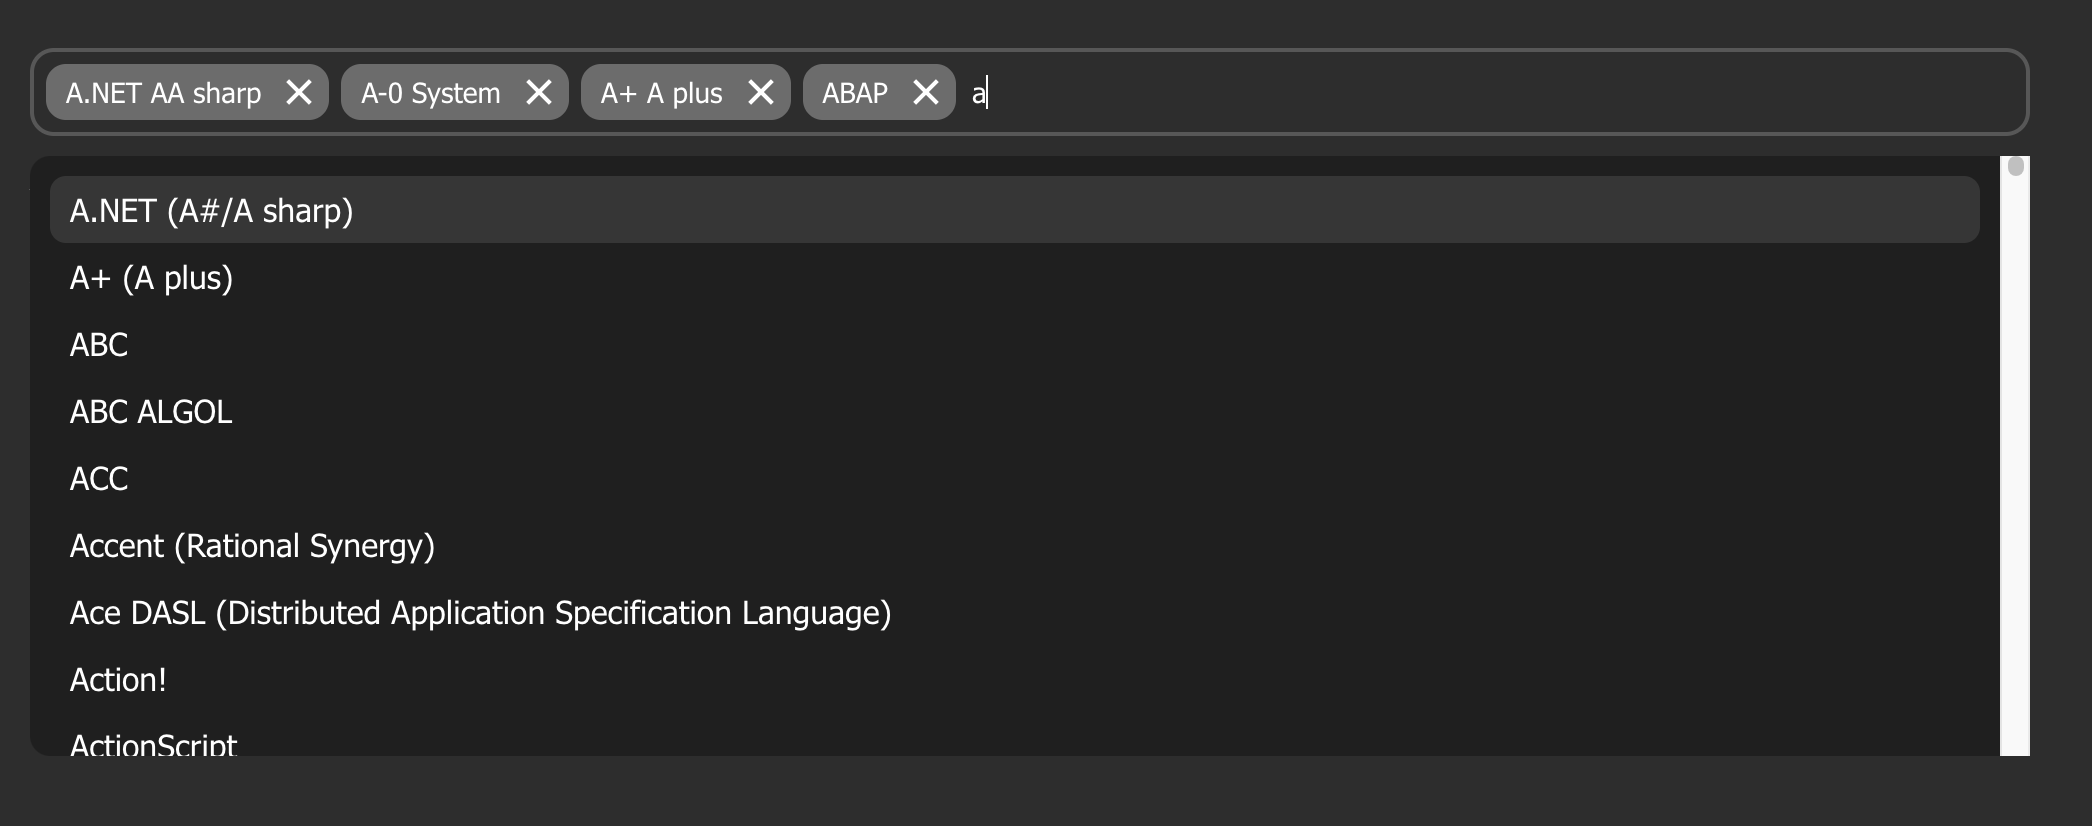 A.NET AA sharp A-0 System A+ A plus ABAP a
A.NET (A#/A sharp)
A+ (A plus)
ABC
ABC ALGOL
ACC
Accent (Rational Synergy)
Ace DASL (Distributed Application Specification Language)
Action!
ActionScript